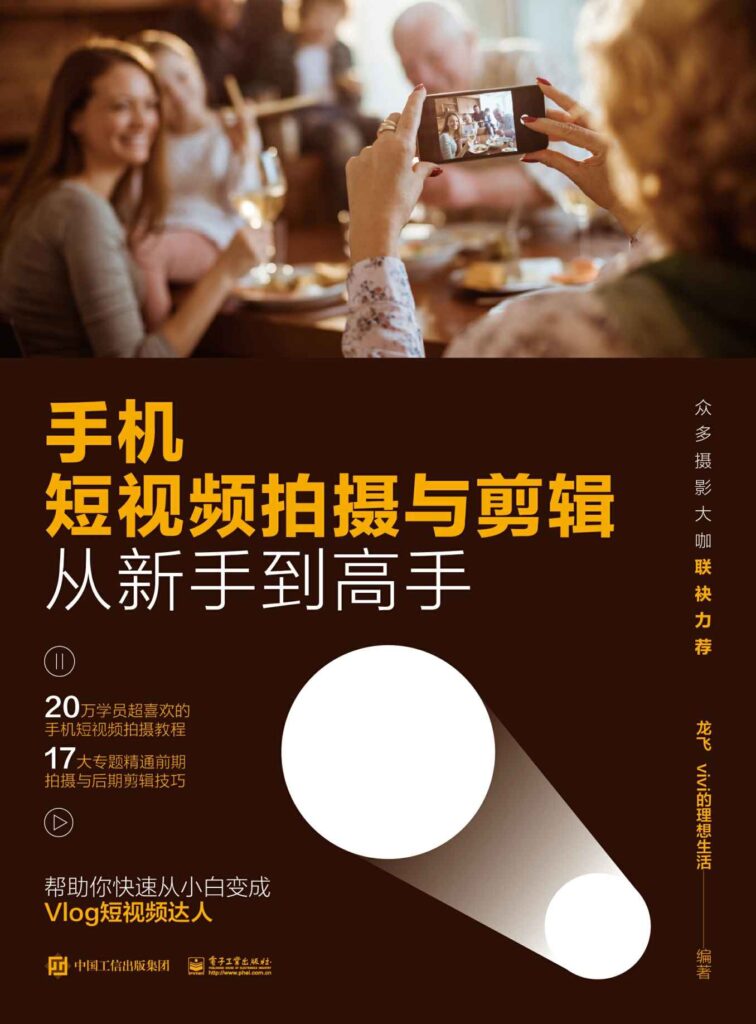 手机
短视频拍摄与剪辑
从新手到高手
众多摄影大咖联袂力荐
20万学员超喜欢的
手机短视频拍摄教程
17大专题精通前期
拍摄与后期剪辑技巧
龙飞 vivi的理想生活 编著
帮助你快速从小白变成
Vlog短视频达人
中国工信出版集团
电子工业出版社
PUBLISHING HOUSE OF ELECTRONICS INDUSTRY
http://www.phei.com.cn